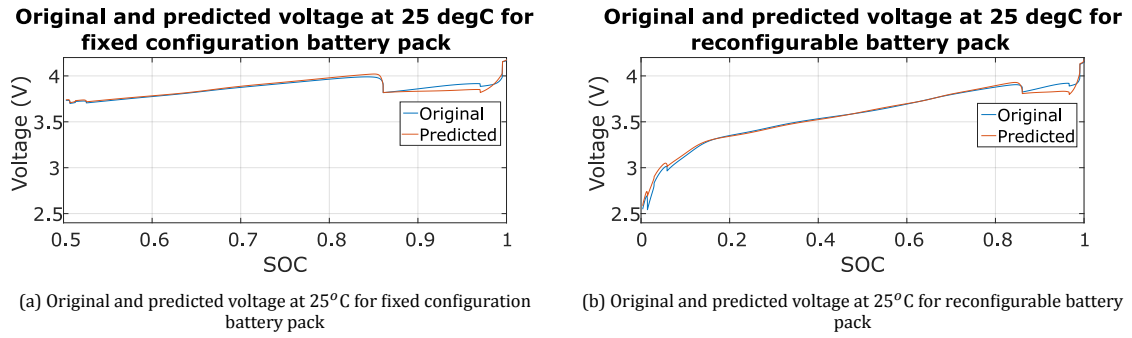 Original and predicted voltage at 25 degC for
fixed configuration battery pack
4
3.5
3
2.5
Voltage (V)
Original
Predicted
0.5
0.6
0.7
0.8
0.9
1
SOC
(a) Original and predicted voltage at 25°C for fixed configuration
battery pack
Original and predicted voltage at 25 degC for
reconfigurable battery pack
4
3.5
3
2.5
Voltage (V)
Original
Predicted
0
0.2
0.4
0.6
0.8
1
SOC
(b) Original and predicted voltage at 25°C for reconfigurable battery
pack